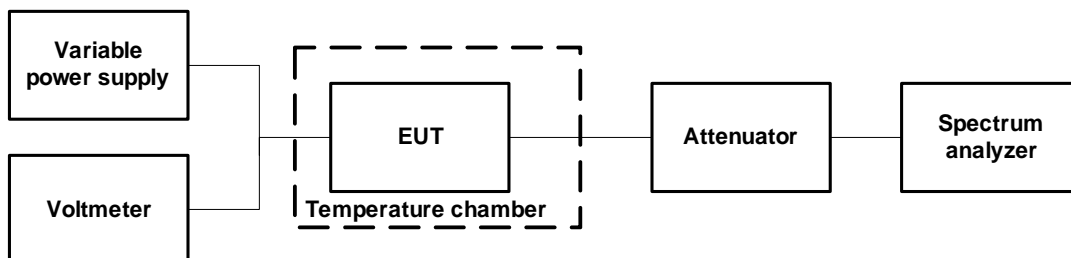 Variable
power supply
Voltmeter
EUT
Temperature chamber
Attenuator
Spectrum
analyzer